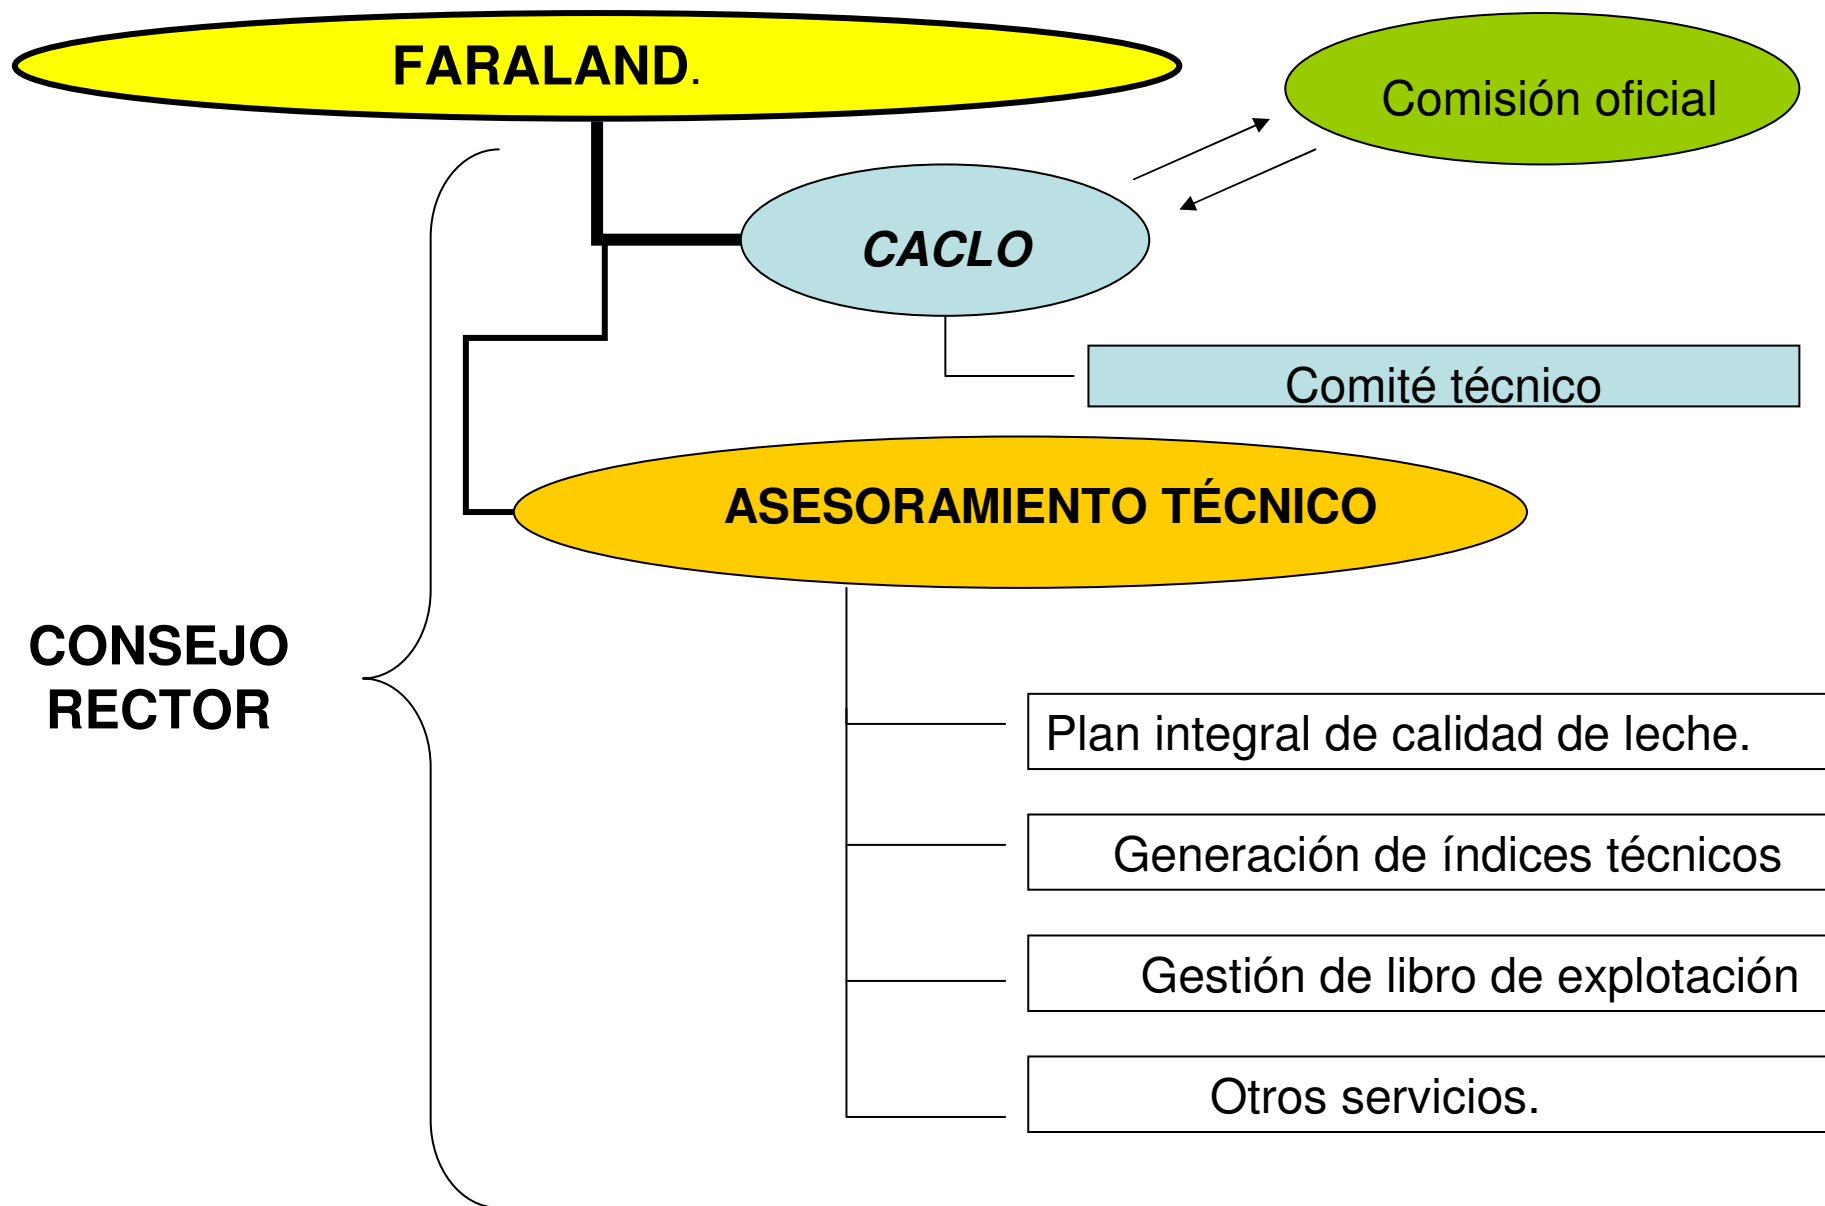 FARALAND.
Comisión oficial
CACLO
Comité técnico
ASESORAMIENTO TÉCNICO
CONSEJO
RECTOR
Plan integral de calidad de leche.
Generación de índices técnicos
Gestión de libro de explotación
Otros servicios.